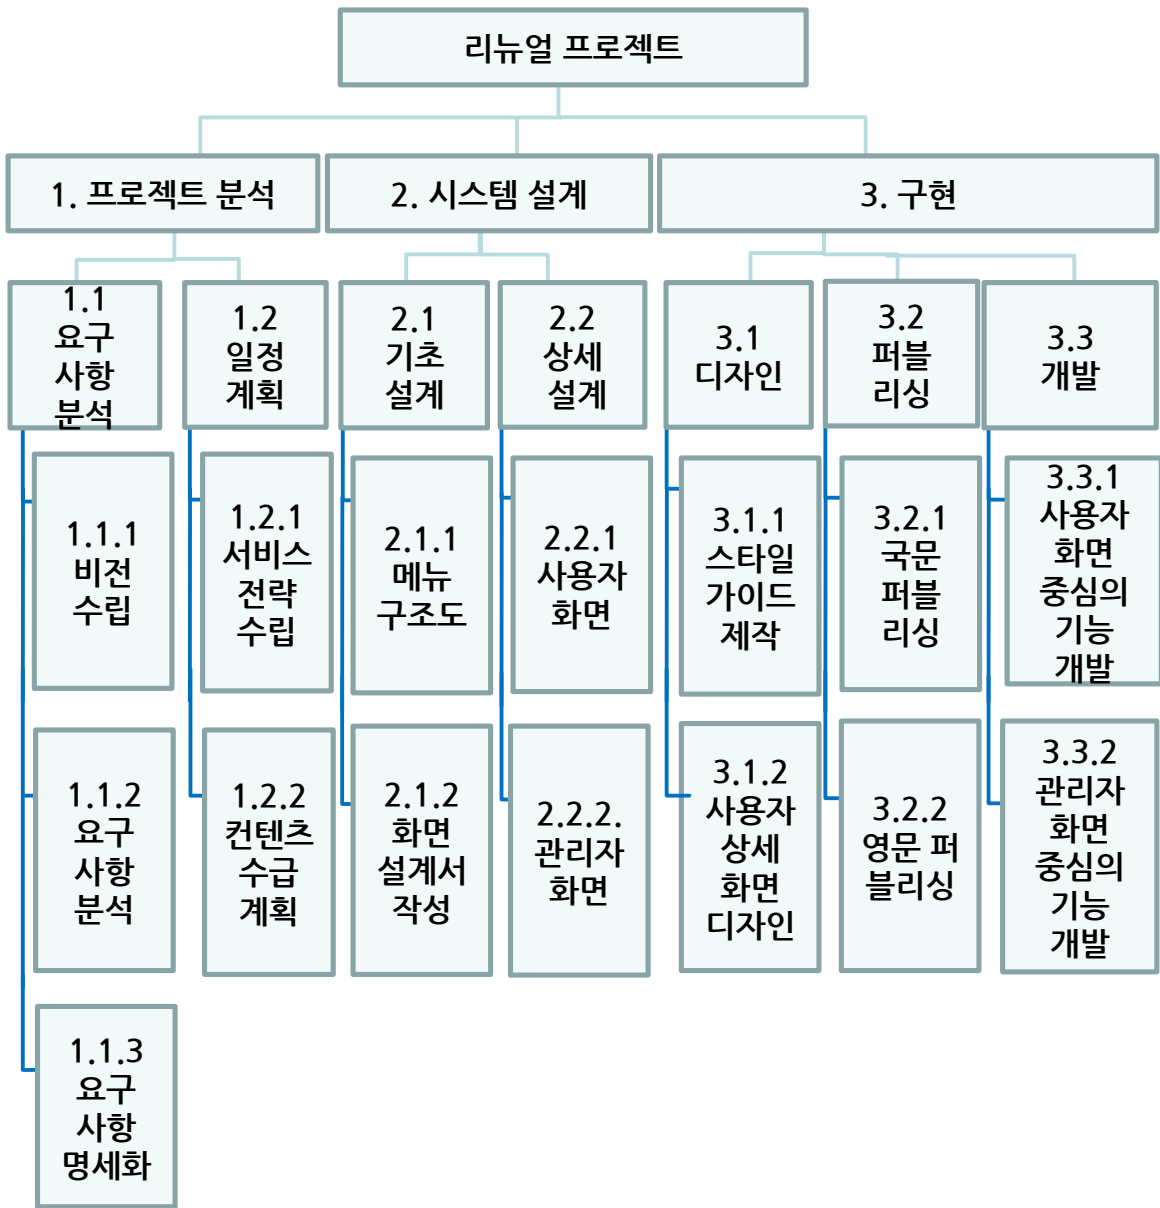 리뉴얼 프로젝트
1. 프로젝트 분석
2. 시스템 설계
3. 구현
1.1
요구
사항
분석
1.2
일정
계획
2.1
기초
설계
2.2
상세
설계
3.1
디자인
3.2
퍼블
리싱
3.3
개발
1.1.1
비전
수립
1.2.1
서비스
전략
수립
2.1.1
메뉴
구조도
2.2.1
사용자
화면
3.1.1
스타일
가이드
제작
3.2.1
국문
퍼블
리싱
3.3.1
사용자
화면
중심의
기능
개발
1.1.2
요구
사항
분석
1.2.2
컨텐츠
수급
계획
2.1.2
화면
설계서
작성
2.2.2.
관리자
화면
3.1.2
사용자
상세
화면
디자인
3.2.2
영문 퍼
블리싱
3.3.2
관리자
화면
중심의
기능
개발
1.1.3
요구
사항
명세화